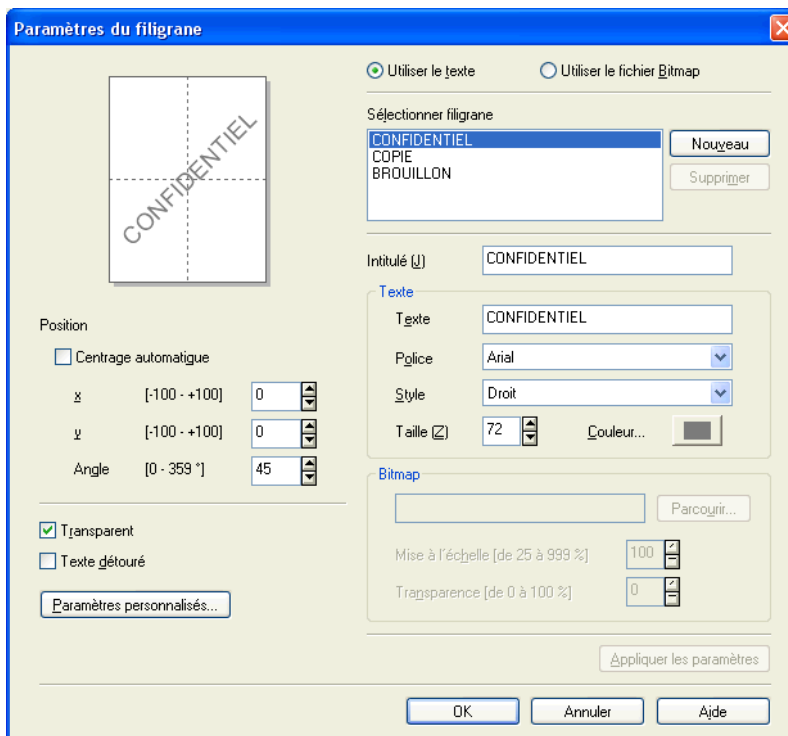 Paramètres du filigrane
CONFIDENTIEL
Position
Centrage automatique
x [-100 - +100] 0
y [-100 - +100] 0
Angle [0 - 359 °] 45
Transparent
Texte détouré
Paramètres personnalisés...
Utiliser le texte Utiliser le fichier Bitmap
Sélectionner filigrane
CONFIDENTIEL
COPIE
BROUILLON
Nouveau
Supprimer
Intitulé (J) CONFIDENTIEL
Texte
Texte CONFIDENTIEL
Police Arial
Style Droit
Taille (Z) 72 Couleur...
Bitmap
Parcourir...
Mise à l'échelle [de 25 à 999 %] 100
Transparence [de 0 à 100 %] 0
Appliquer les paramètres
OK Annuler Aide